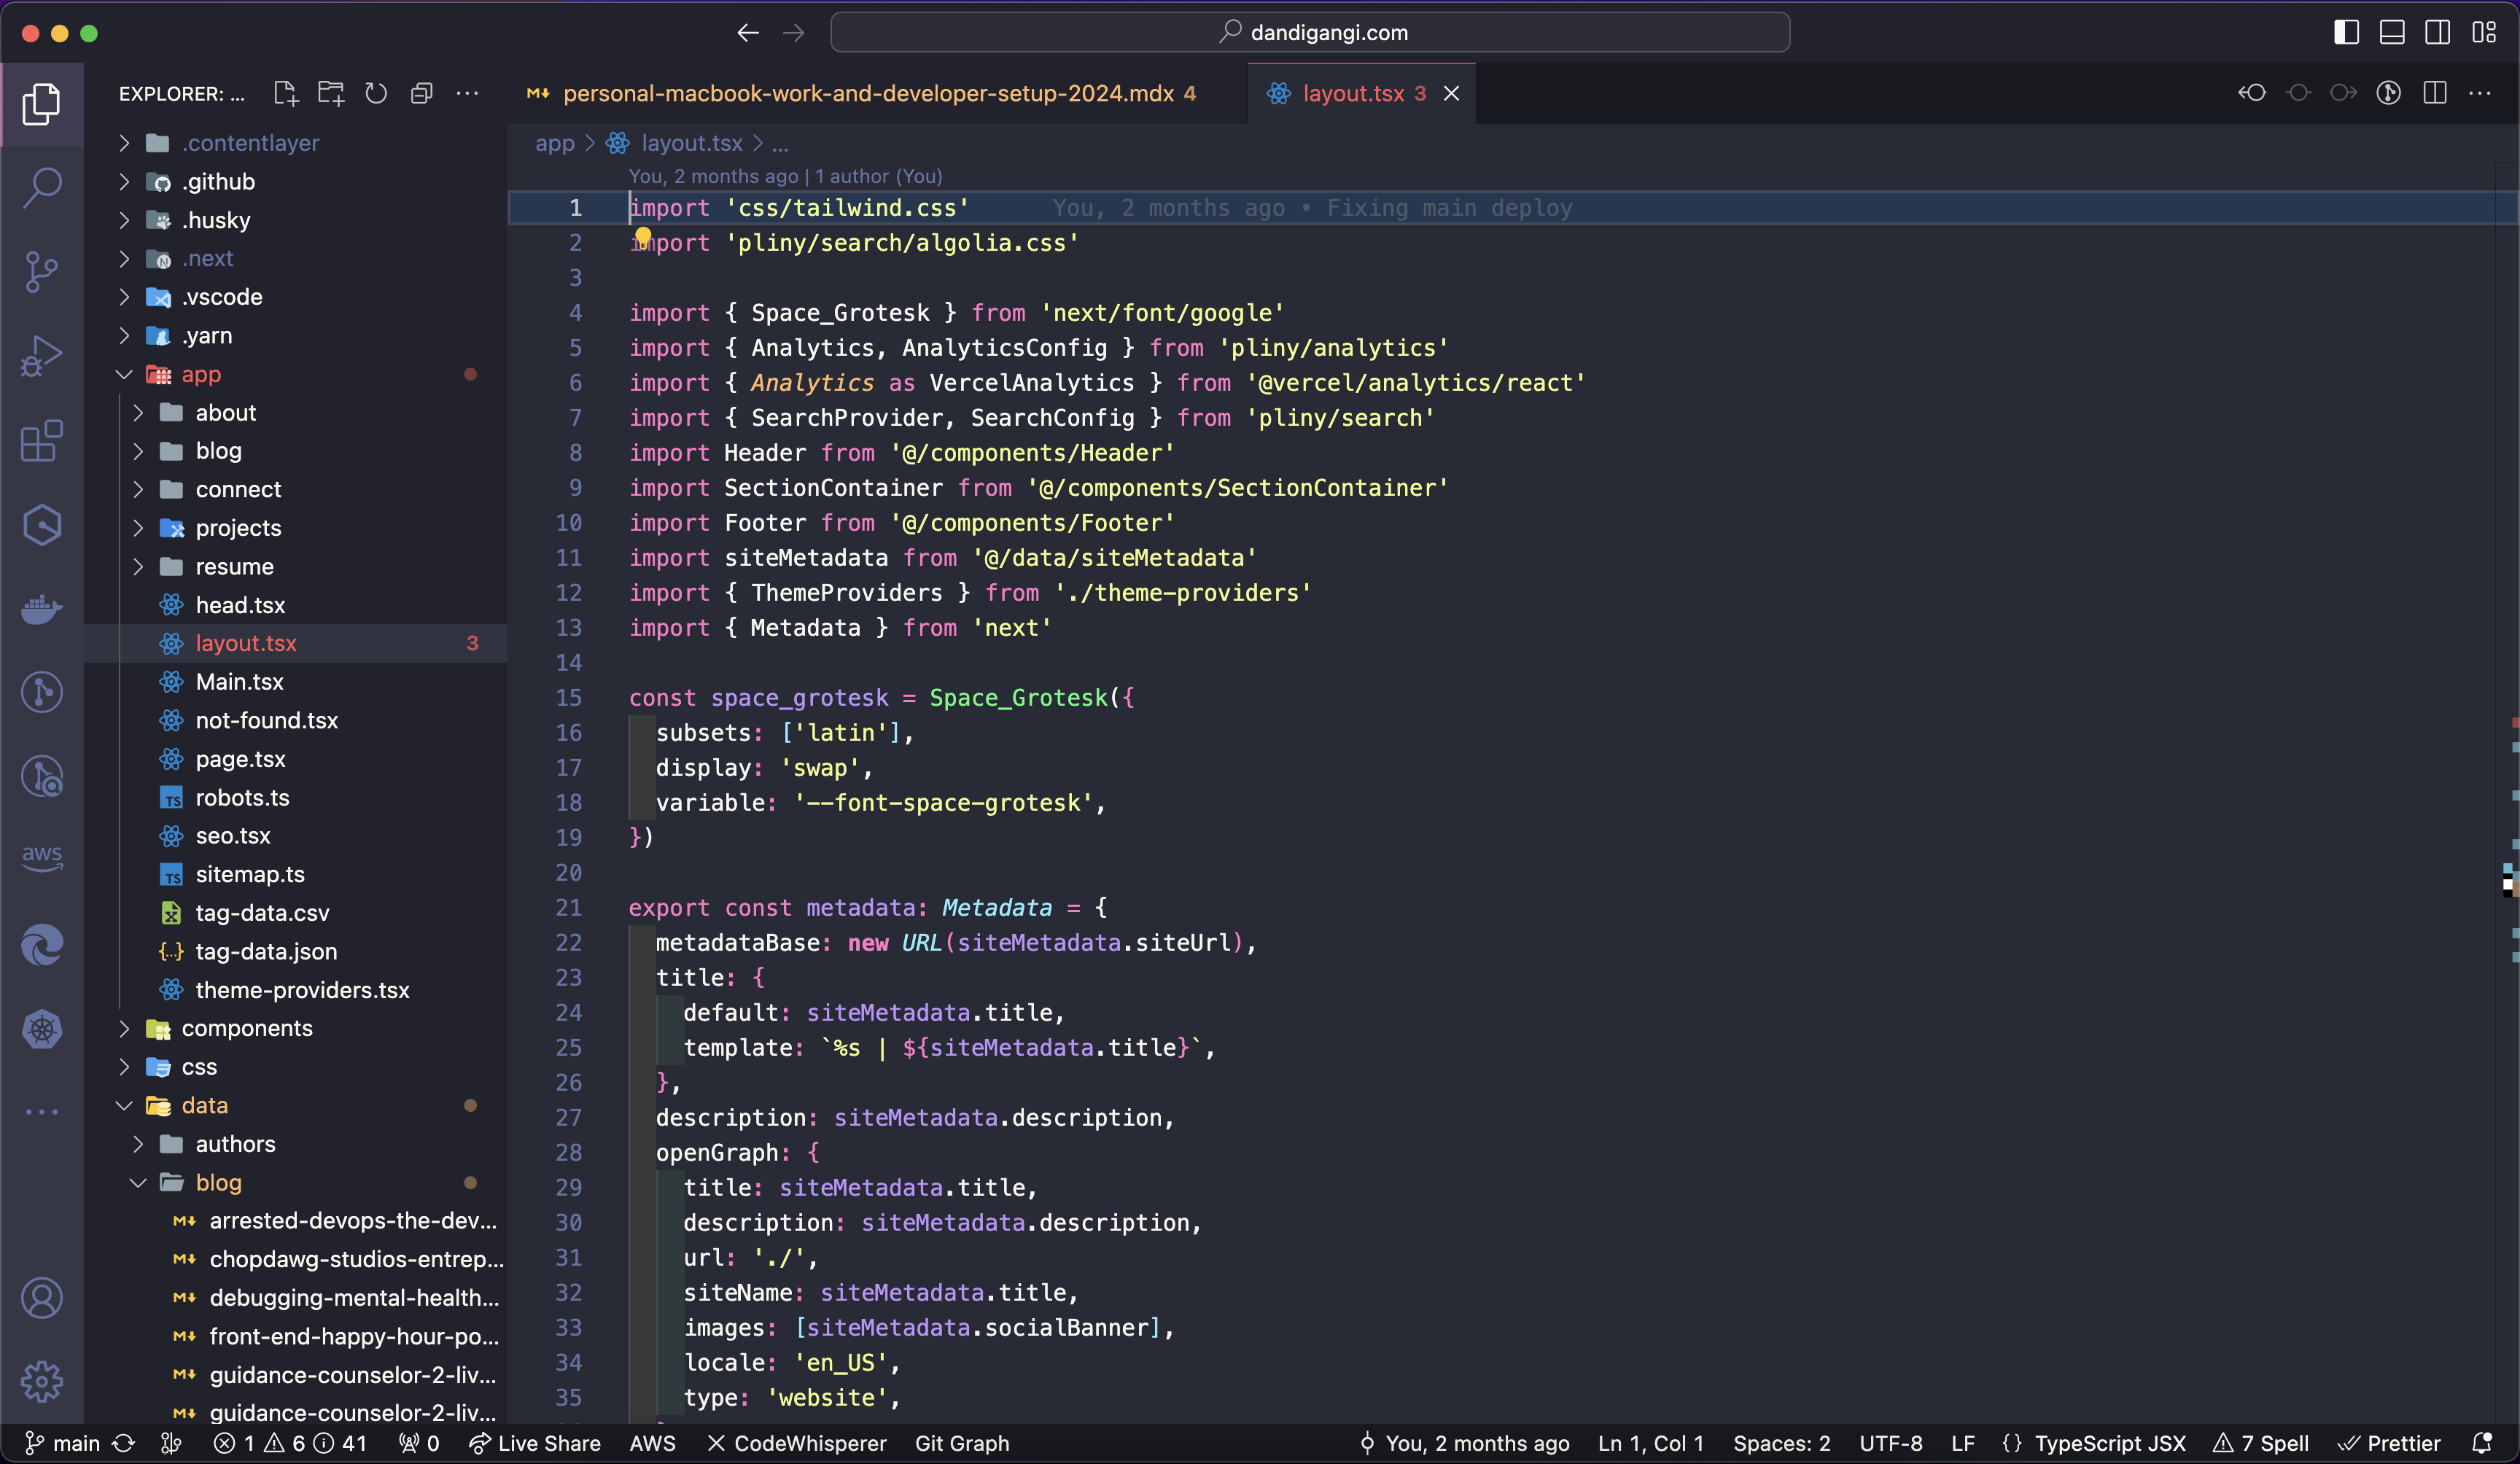 dandigangi.com
EXPLORER: ...
personal-macbook-work-and-developer-setup-2024.mdx 4
layout.tsx 3
.contentlayer
.github
.husky
.next
.vscode
.yarn
app
about
blog
connect
projects
resume
head.tsx
layout.tsx 3
Main.tsx
not-found.tsx
page.tsx
TS robots.ts
seo.tsx
TS sitemap.ts
tag-data.csv
{..} tag-data.json
theme-providers.tsx
components
css
data
authors
blog
arrested-devops-the-dev...
chopdawg-studios-entrep...
debugging-mental-health...
front-end-happy-hour-po...
guidance-counselor-2-liv...
guidance-counselor-2-liv...
aws
app > layout.tsx > ...
You, 2 months ago | 1 author (You)
1 import 'css/tailwind.css' You, 2 months ago • Fixing main deploy
2 import 'pliny/search/algolia.css'
3
4 import { Space_Grotesk } from 'next/font/google'
5 import { Analytics, AnalyticsConfig } from 'pliny/analytics'
6 import { Analytics as VercelAnalytics } from '@vercel/analytics/react'
7 import { SearchProvider, SearchConfig } from 'pliny/search'
8 import Header from '@/components/Header'
9 import SectionContainer from '@/components/SectionContainer'
10 import Footer from '@/components/Footer'
11 import siteMetadata from '@/data/siteMetadata'
12 import { ThemeProviders } from './theme-providers'
13 import { Metadata } from 'next'
14
15 const space_grotesk = Space_Grotesk({
16 subsets: ['latin'],
17 display: 'swap',
18 variable: '--font-space-grotesk',
19 })
20
21 export const metadata: Metadata = {
22 metadataBase: new URL(siteMetadata.siteUrl),
23 title: {
24 default: siteMetadata.title,
25 template: `%s | ${siteMetadata.title}`,
26 },
27 description: siteMetadata.description,
28 openGraph: {
29 title: siteMetadata.title,
30 description: siteMetadata.description,
31 url: './',
32 siteName: siteMetadata.title,
33 images: [siteMetadata.socialBanner],
34 locale: 'en_US',
35 type: 'website',
main 1 6 41 0 Live Share AWS CodeWhisperer Git Graph You, 2 months ago Ln 1, Col 1 Spaces: 2 UTF-8 LF {} TypeScript JSX 7 Spell Prettier